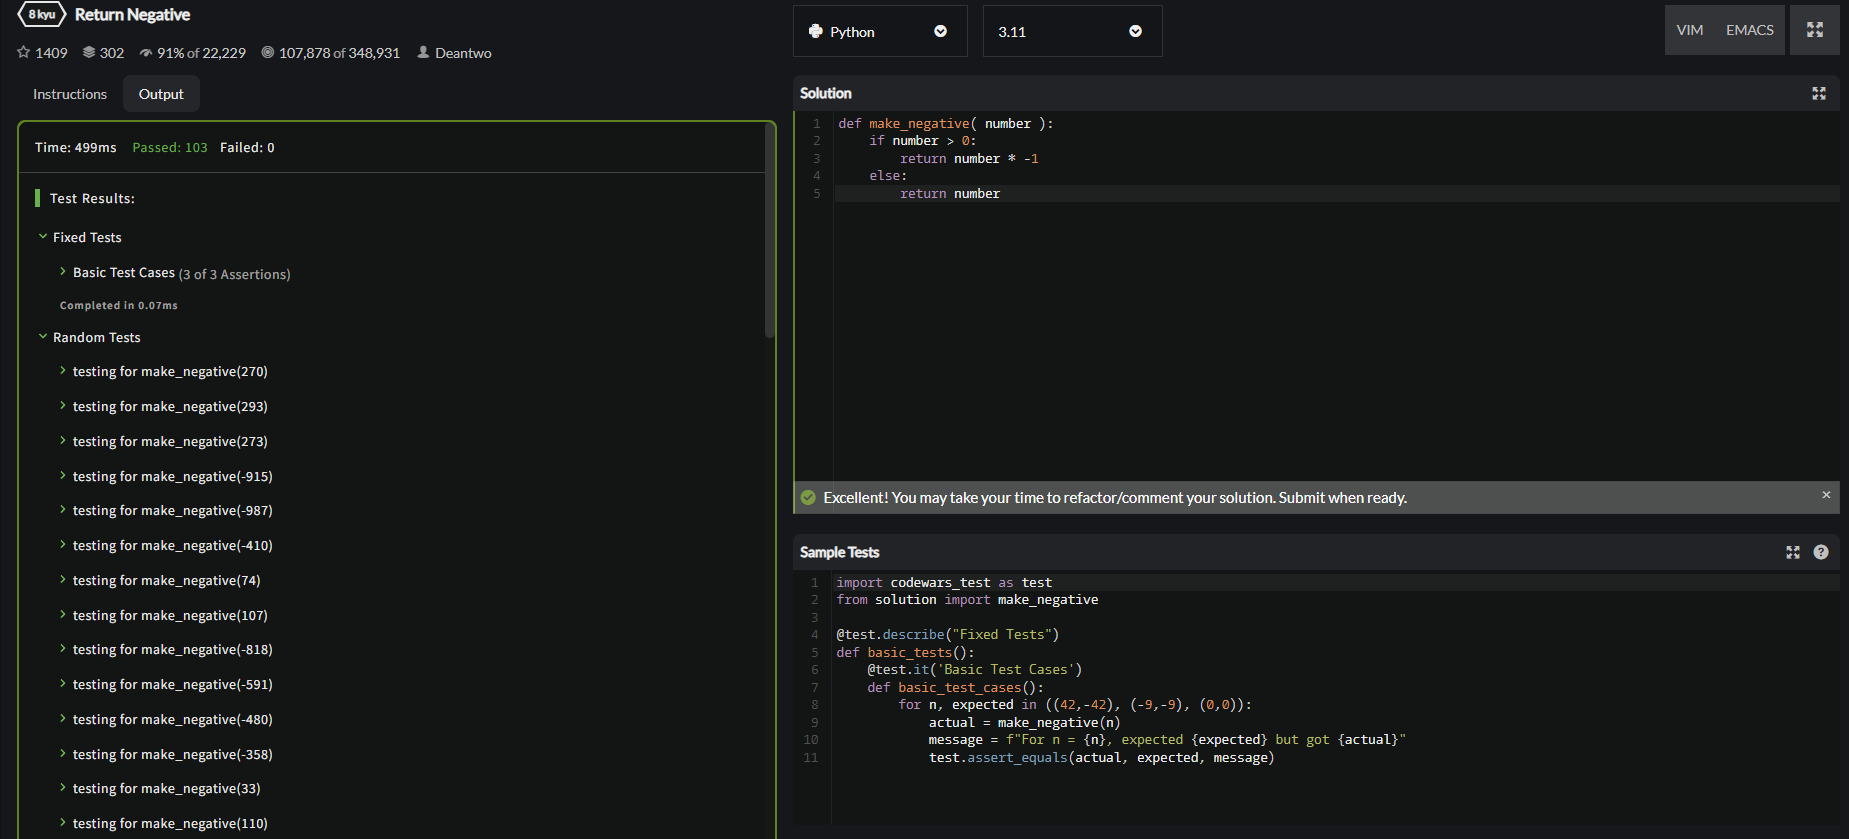 8 kyu Return Negative
1409 302 91% of 22,229 107,878 of 348,931 Deantwo
Instructions Output
Time: 499ms Passed: 103 Failed: 0
Test Results:
Fixed Tests
Basic Test Cases (3 of 3 Assertions)
Completed in 0.07ms
Random Tests
testing for make_negative(270)
testing for make_negative(293)
testing for make_negative(273)
testing for make_negative(-915)
testing for make_negative(-987)
testing for make_negative(-410)
testing for make_negative(74)
testing for make_negative(107)
testing for make_negative(-818)
testing for make_negative(-591)
testing for make_negative(-480)
testing for make_negative(-358)
testing for make_negative(33)
testing for make_negative(110)
Python 3.11 VIM EMACS
Solution
1 def make_negative( number ):
2     if number > 0:
3         return number * -1
4     else:
5         return number
Excellent! You may take your time to refactor/comment your solution. Submit when ready. ×
Sample Tests ?
1 import codewars_test as test
2 from solution import make_negative
3
4 @test.describe("Fixed Tests")
5 def basic_tests():
6     @test.it('Basic Test Cases')
7     def basic_test_cases():
8         for n, expected in ((42,-42), (-9,-9), (0,0)):
9             actual = make_negative(n)
10             message = f"For n = {n}, expected {expected} but got {actual}"
11             test.assert_equals(actual, expected, message)